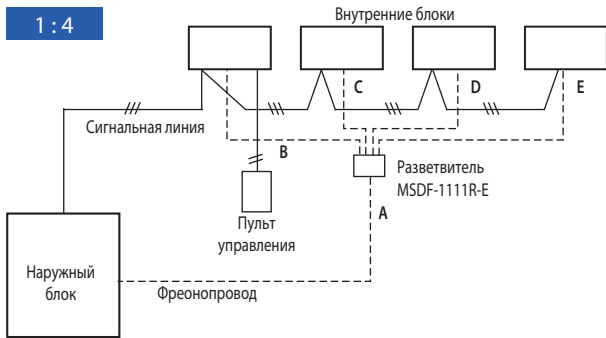 1 : 4
Внутренние блоки
C
D
E
Сигнальная линия
B
Разветвитель
MSDF-1111R-E
A
Пульт
управления
Наружный
блок
Фреонопровод